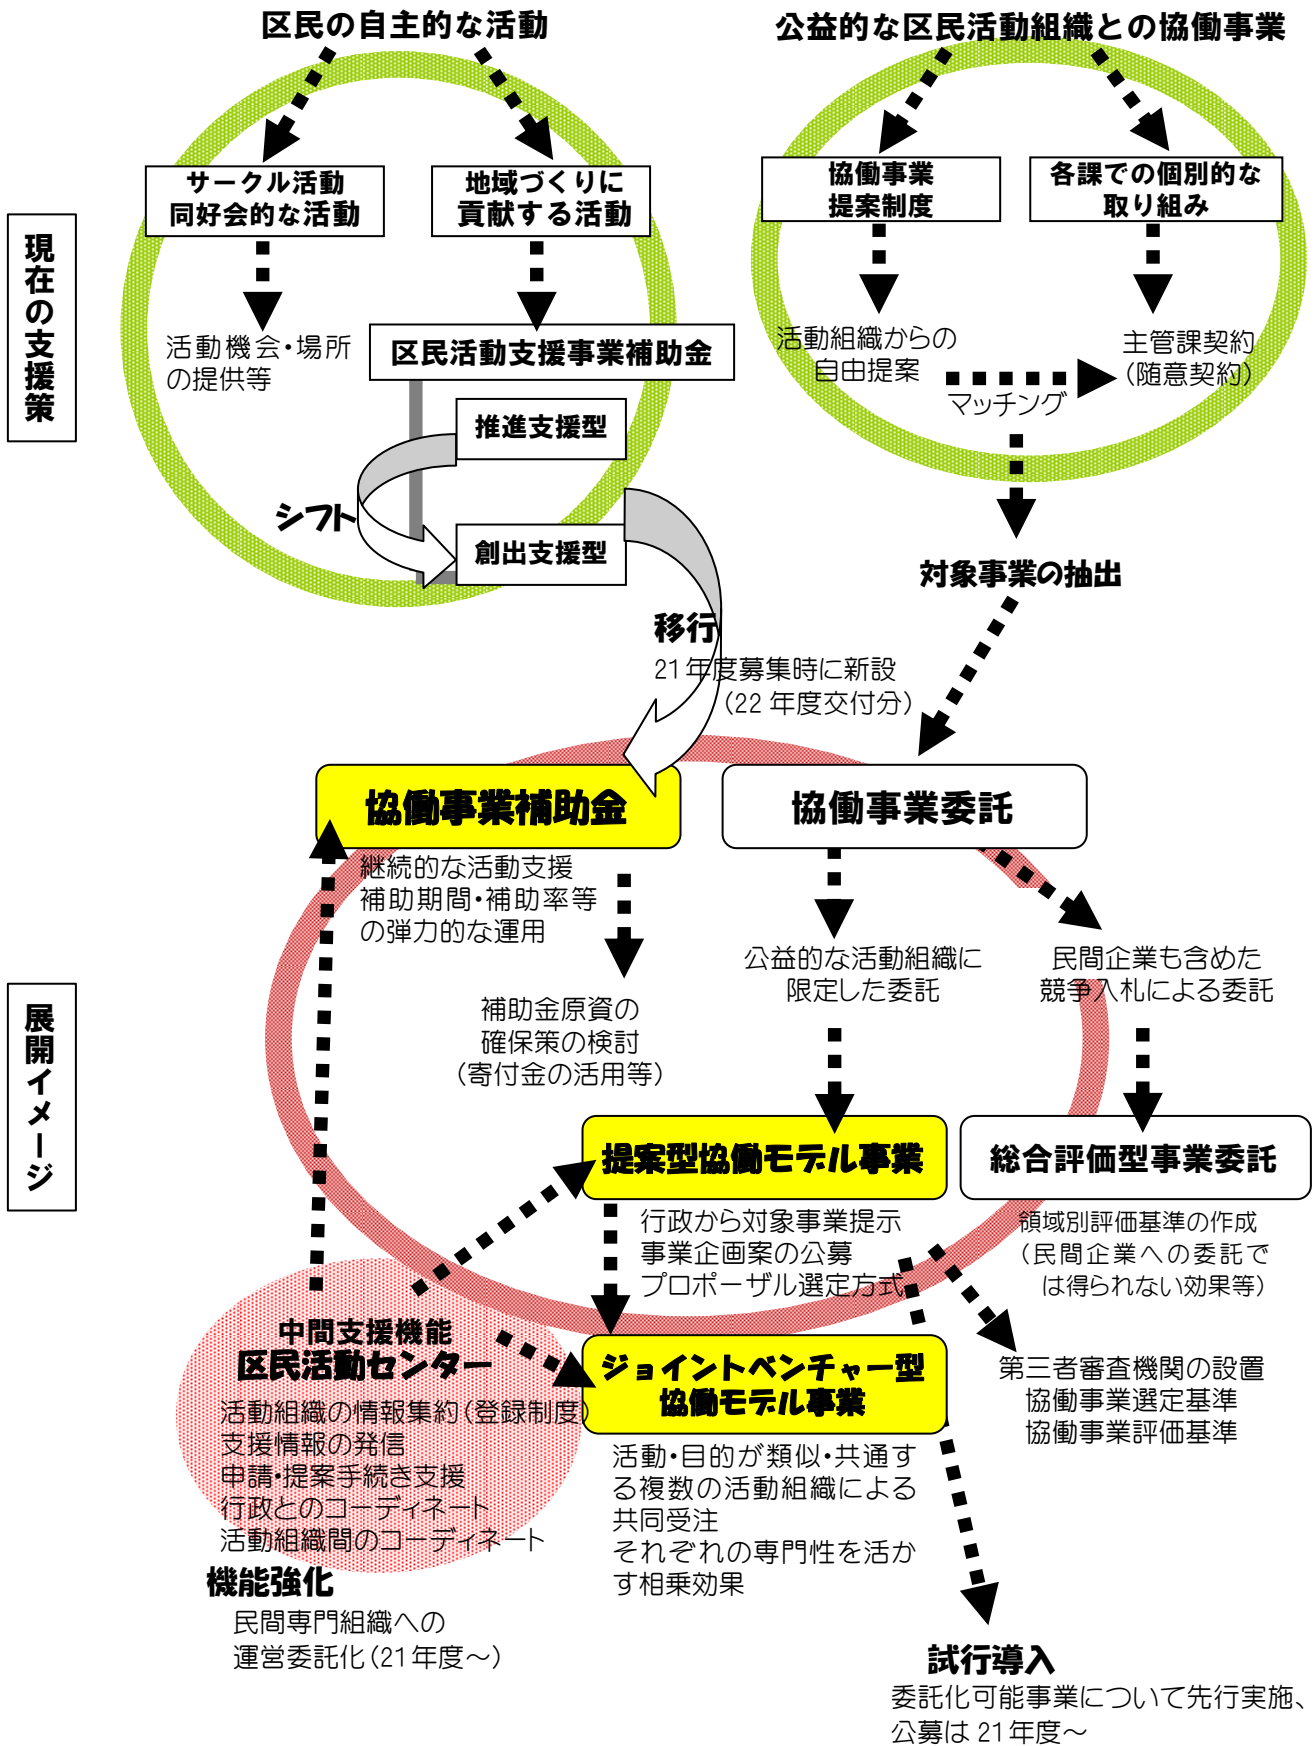 区民の自主的な活動
公益的な区民活動組織との協働事業
現在の支援策
サークル活動
同好会的な活動
地域づくりに
貢献する活動
協働事業
提案制度
各課での個別的な
取り組み
活動機会・場所
の提供等
区民活動支援事業補助金
活動組織からの
自由提案
マッチング
主管課契約
(随意契約)
推進支援型
シフト
創出支援型
対象事業の抽出
移行
21年度募集時に新設
(22年度交付分)
展開イメージ
協働事業補助金
協働事業委託
継続的な活動支援
補助期間・補助率等
の弾力的な運用
補助金原資の
確保策の検討
(寄付金の活用等)
公益的な活動組織に
限定した委託
民間企業も含めた
競争入札による委託
提案型協働モデル事業
総合評価型事業委託
行政から対象事業提示
事業企画案の公募
プロポーザル選定方式
領域別評価基準の作成
(民間企業への委託で
は得られない効果等)
中間支援機能
区民活動センター
活動組織の情報集約(登録制度)
支援情報の発信
申請・提案手続き支援
行政とのコーディネート
活動組織間のコーディネート
機能強化
民間専門組織への
運営委託化(21年度～)
ジョイントベンチャー型
協働モデル事業
活動・目的が類似・共通す
る複数の活動組織による
共同受注
それぞれの専門性を活か
す相乗効果
第三者審査機関の設置
協働事業選定基準
協働事業評価基準
試行導入
委託化可能事業について先行実施、
公募は21年度～